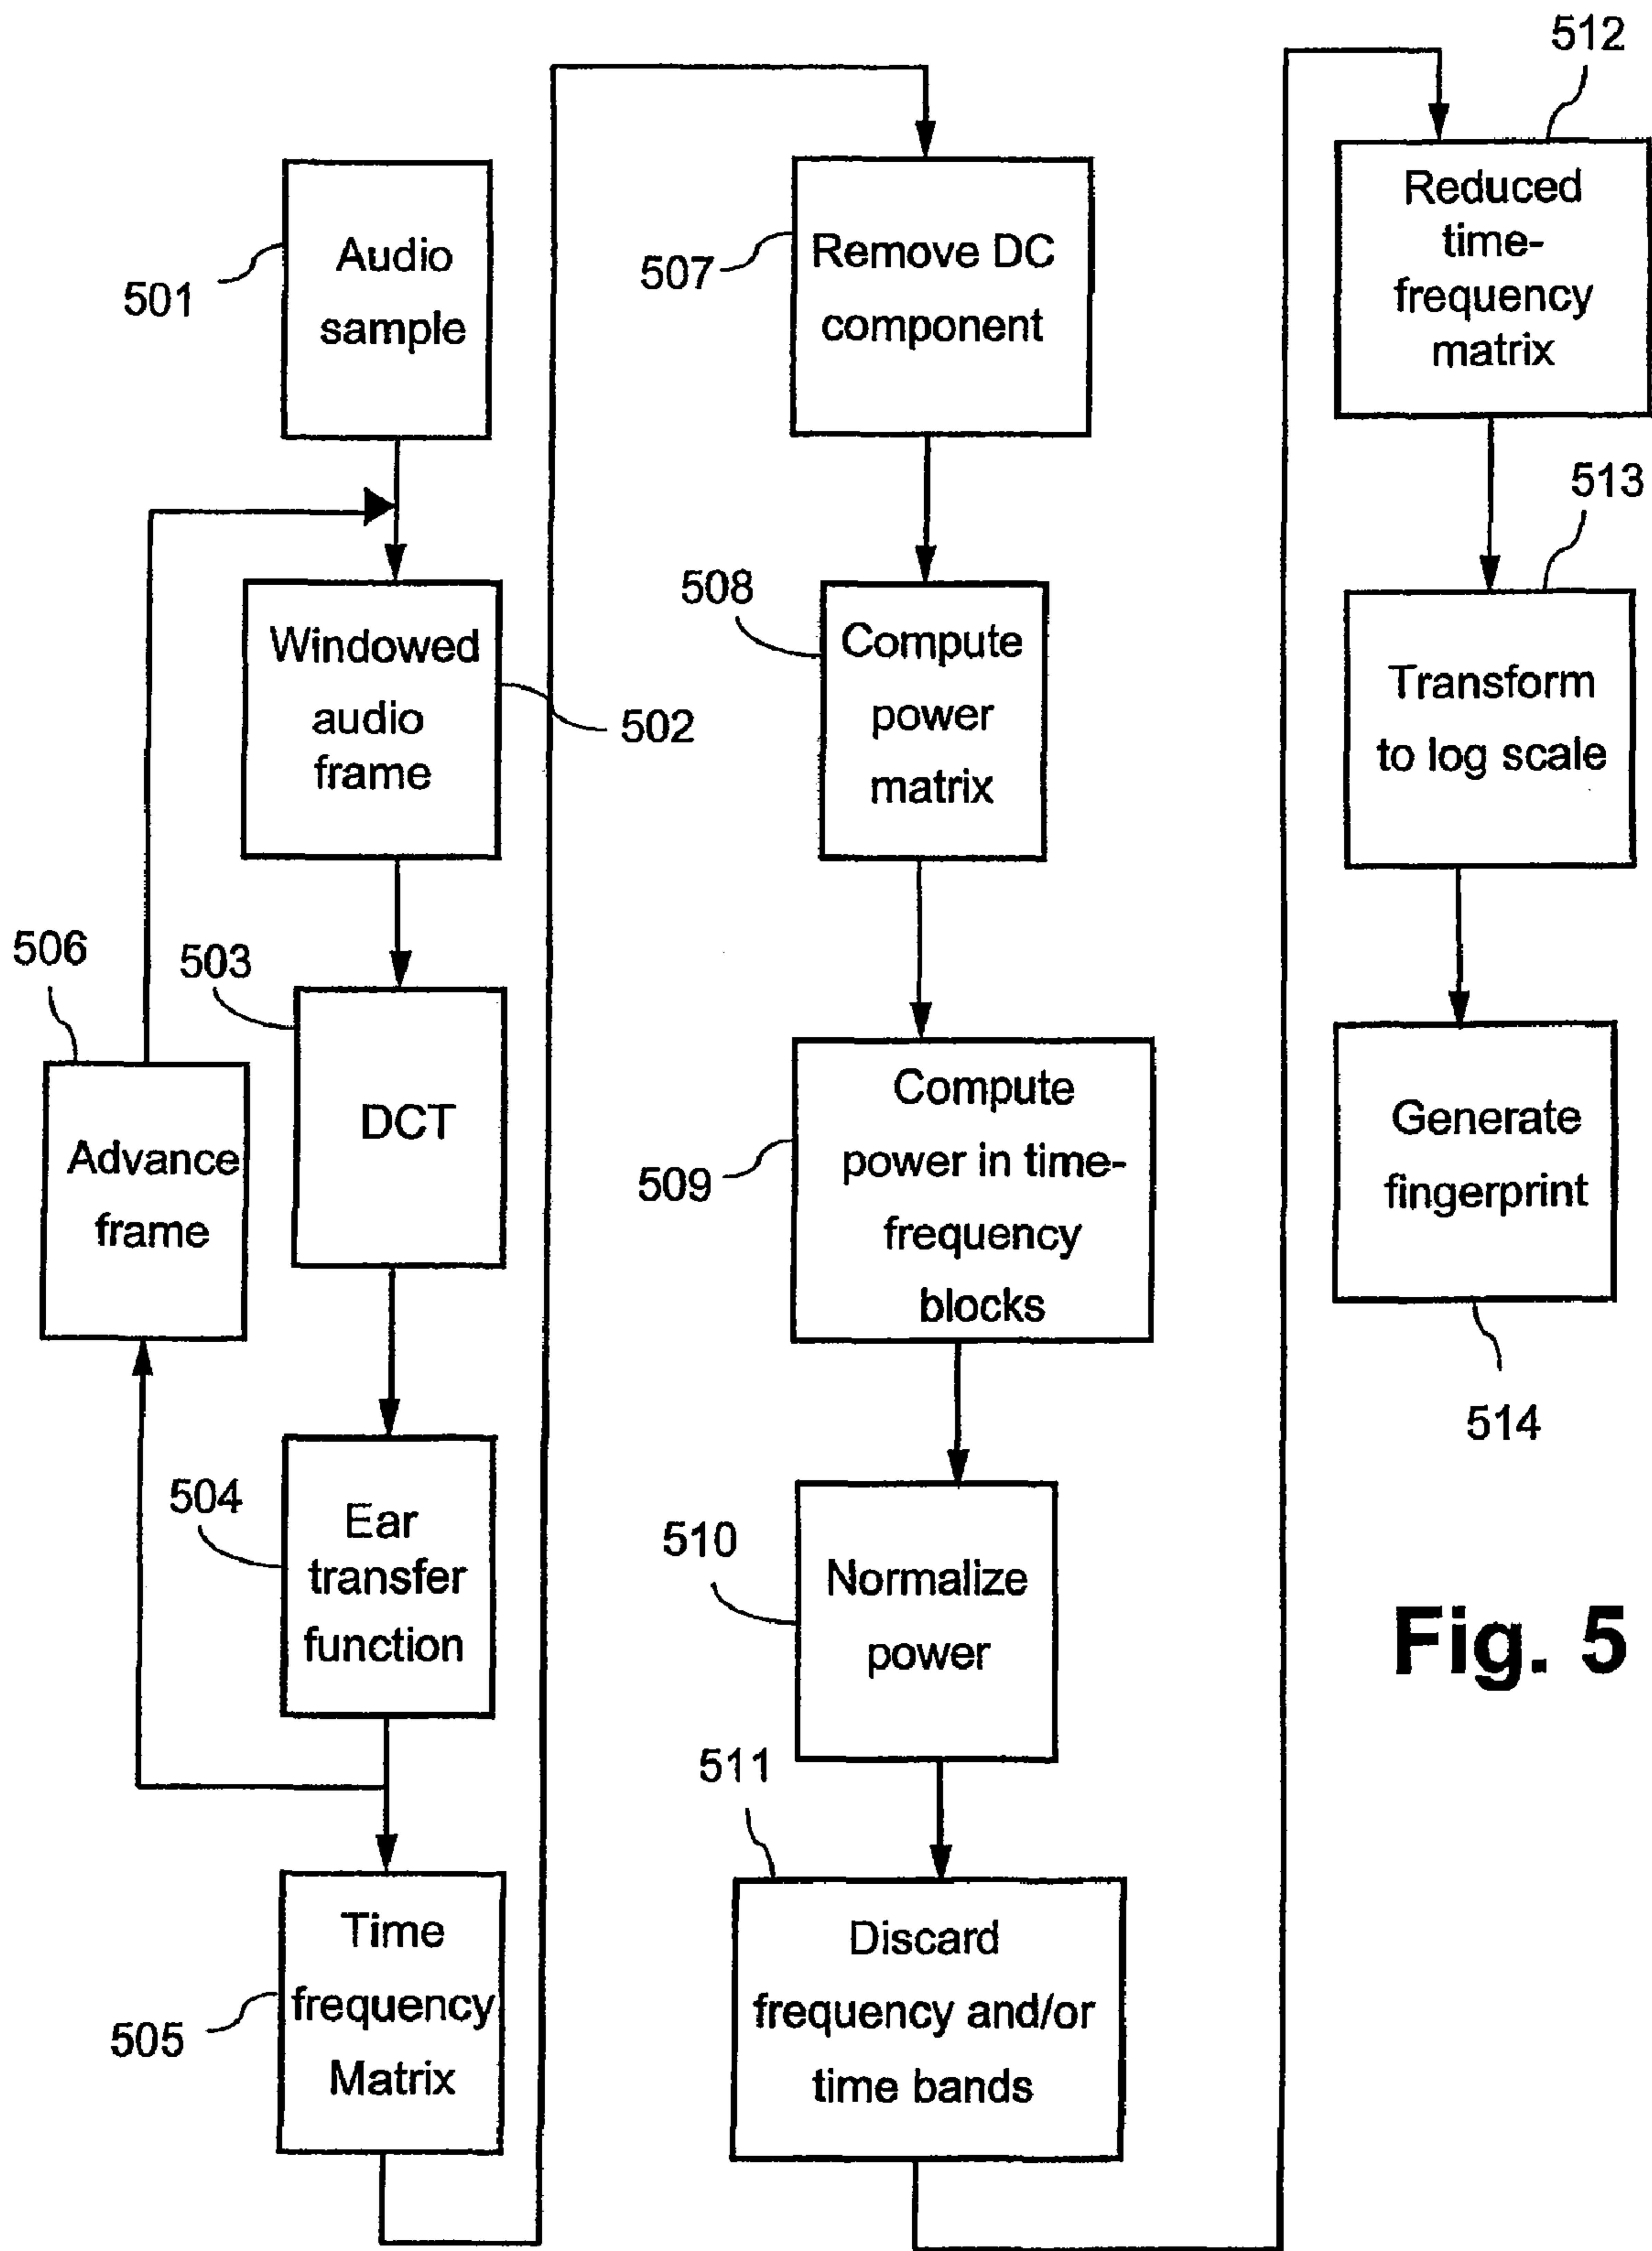 501
Audio
sample
Windowed
audio
frame
502
503
DCT
506
Advance
frame
504
Ear
transfer
function
505
Time
frequency
Matrix
507
Remove DC
component
508
Compute
power
matrix
509
Compute
power in time-
frequency
blocks
510
Normalize
power
511
Discard
frequency and/or
time bands
512
Reduced
time-
frequency
matrix
513
Transform
to log scale
Generate
fingerprint
514
Fig. 5